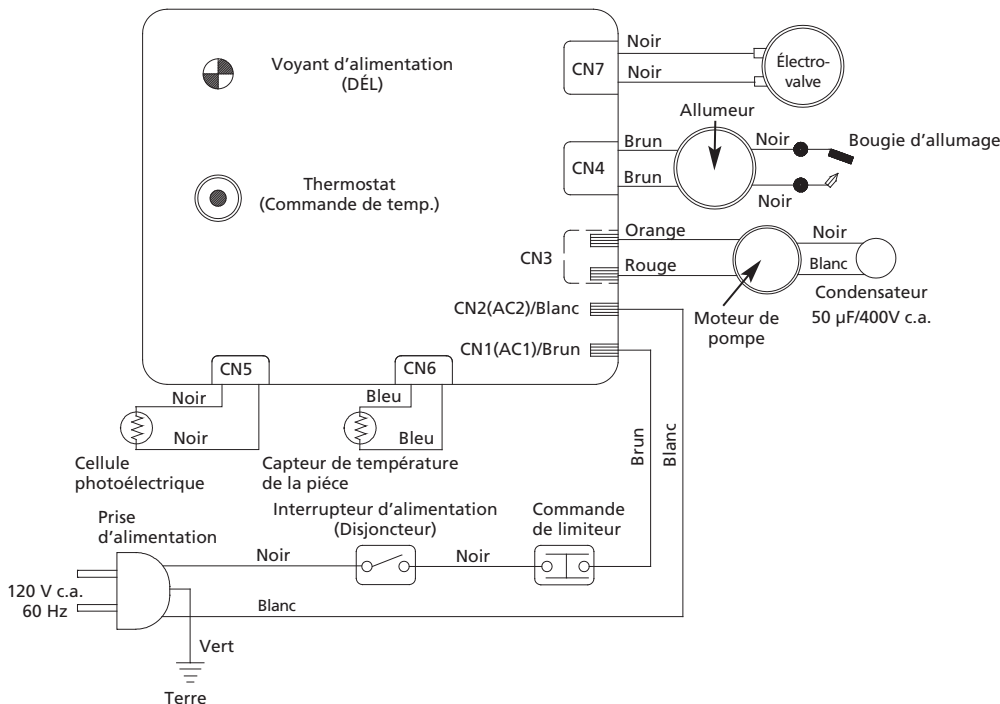 Voyant d'alimentation
(DÉL)
CN7
Noir
Noir
Électro-
valve
Allumeur
Thermostat
(Commande de temp.)
CN4
Brun
Brun
Noir
Noir
Bougie d'allumage
CN3
Orange
Rouge
Noir
Blanc
Moteur de
pompe
Condensateur
50 µF/400V c.a.
CN2(AC2)/Blanc
CN1(AC1)/Brun
CN5
CN6
Noir
Noir
Bleu
Bleu
Cellule
photoélectrique
Capteur de température
de la piéce
Brun
Blanc
Prise
d'alimentation
Interrupteur d'alimentation
(Disjoncteur)
Commande
de limiteur
Noir
Noir
120 V c.a.
60 Hz
Blanc
Vert
Terre